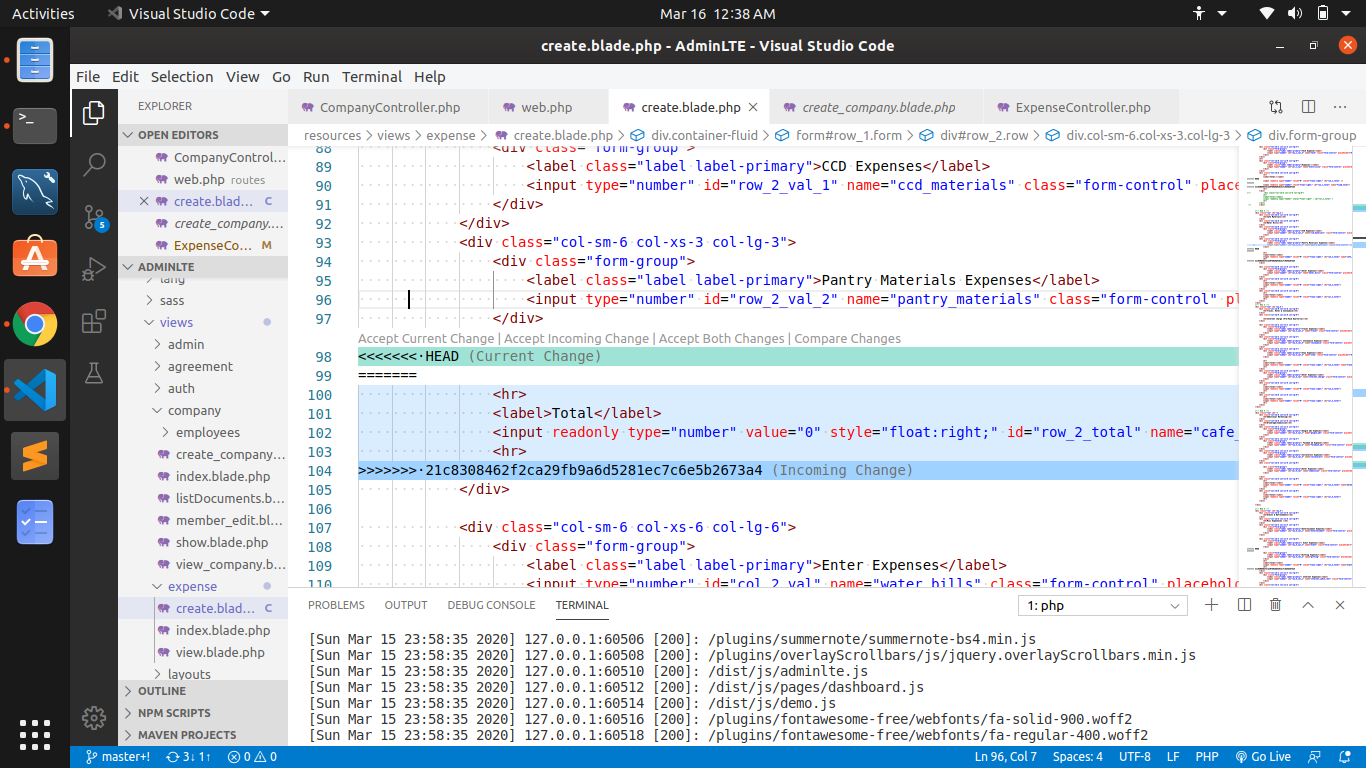 Activities Visual Studio Code Mar 16 12:38 AM
create.blade.php - AdminLTE - Visual Studio Code
File Edit Selection View Go Run Terminal Help
EXPLORER
CompanyController.php web.php create.blade.php create_company.blade.php ExpenseController.php
resources > views > expense > create.blade.php > div.container-fluid > form#row_1.form > div#row_2.row > div.col-sm-6.col-xs-3.col-lg-3 > div.form-group
OPEN EDITORS
CompanyControl...
web.php routes
create.blad... C
create_company....
ExpenseCo... M
ADMINLTE
lang
sass
views
admin
agreement
auth
company
employees
create_company...
index.blade.php
listDocuments.b...
member_edit.bl...
show.blade.php
view_company.b...
expense
create.blad... C
index.blade.php
view.blade.php
layouts
OUTLINE
NPM SCRIPTS
MAVEN PROJECTS
5
88 <div class="form-group">
89 <label class="label label-primary">CCD Expenses</label>
90 <input type="number" id="row_2_val_1" name="ccd_materials" class="form-control" place
91 </div>
92 </div>
93 <div class="col-sm-6 col-xs-3 col-lg-3">
94 <div class="form-group">
95 <label class="label label-primary">Pantry Materials Expenses</label>
96 <input type="number" id="row_2_val_2" name="pantry_materials" class="form-control" pl
97 </div>
Accept Current Change | Accept Incoming Change | Accept Both Changes | Compare Changes
98 <<<<<<< HEAD (Current Change)
99 =======
100 <hr>
101 <label>Total</label>
102 <input readonly type="number" value="0" style="float:right;" id="row_2_total" name="cafe_
103 <hr>
104 >>>>>>> 21c8308462f2ca29fb9a6d5281ec7c6e5b2673a4 (Incoming Change)
105 </div>
106
107 <div class="col-sm-6 col-xs-6 col-lg-6">
108 <div class="form-group">
109 <label class="label label-primary">Enter Expenses</label>
110 <input type="number" id="col_2_val" name="water_bills" class="form-control" placehold
PROBLEMS OUTPUT DEBUG CONSOLE TERMINAL 1: php
[Sun Mar 15 23:58:35 2020] 127.0.0.1:60506 [200]: /plugins/summernote/summernote-bs4.min.js
[Sun Mar 15 23:58:35 2020] 127.0.0.1:60508 [200]: /plugins/overlayScrollbars/js/jquery.overlayScrollbars.min.js
[Sun Mar 15 23:58:35 2020] 127.0.0.1:60510 [200]: /dist/js/adminlte.js
[Sun Mar 15 23:58:35 2020] 127.0.0.1:60512 [200]: /dist/js/pages/dashboard.js
[Sun Mar 15 23:58:35 2020] 127.0.0.1:60514 [200]: /dist/js/demo.js
[Sun Mar 15 23:58:35 2020] 127.0.0.1:60516 [200]: /plugins/fontawesome-free/webfonts/fa-solid-900.woff2
[Sun Mar 15 23:58:35 2020] 127.0.0.1:60518 [200]: /plugins/fontawesome-free/webfonts/fa-regular-400.woff2
master+! 3↓ 1↑ 0 0 Ln 96, Col 7 Spaces: 4 UTF-8 LF PHP Go Live